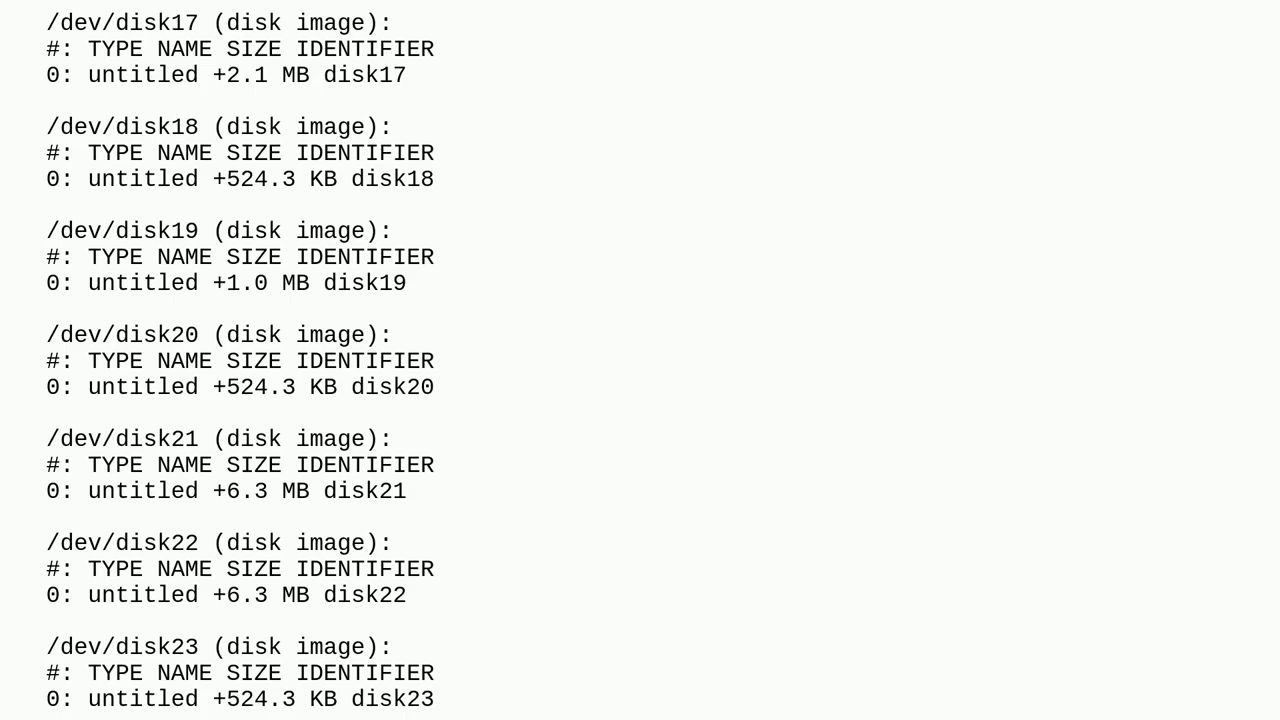 /dev/disk17 (disk image):
#: TYPE NAME SIZE IDENTIFIER
0: untitled +2.1 MB disk17

/dev/disk18 (disk image):
#: TYPE NAME SIZE IDENTIFIER
0: untitled +524.3 KB disk18

/dev/disk19 (disk image):
#: TYPE NAME SIZE IDENTIFIER
0: untitled +1.0 MB disk19

/dev/disk20 (disk image):
#: TYPE NAME SIZE IDENTIFIER
0: untitled +524.3 KB disk20

/dev/disk21 (disk image):
#: TYPE NAME SIZE IDENTIFIER
0: untitled +6.3 MB disk21

/dev/disk22 (disk image):
#: TYPE NAME SIZE IDENTIFIER
0: untitled +6.3 MB disk22

/dev/disk23 (disk image):
#: TYPE NAME SIZE IDENTIFIER
0: untitled +524.3 KB disk23